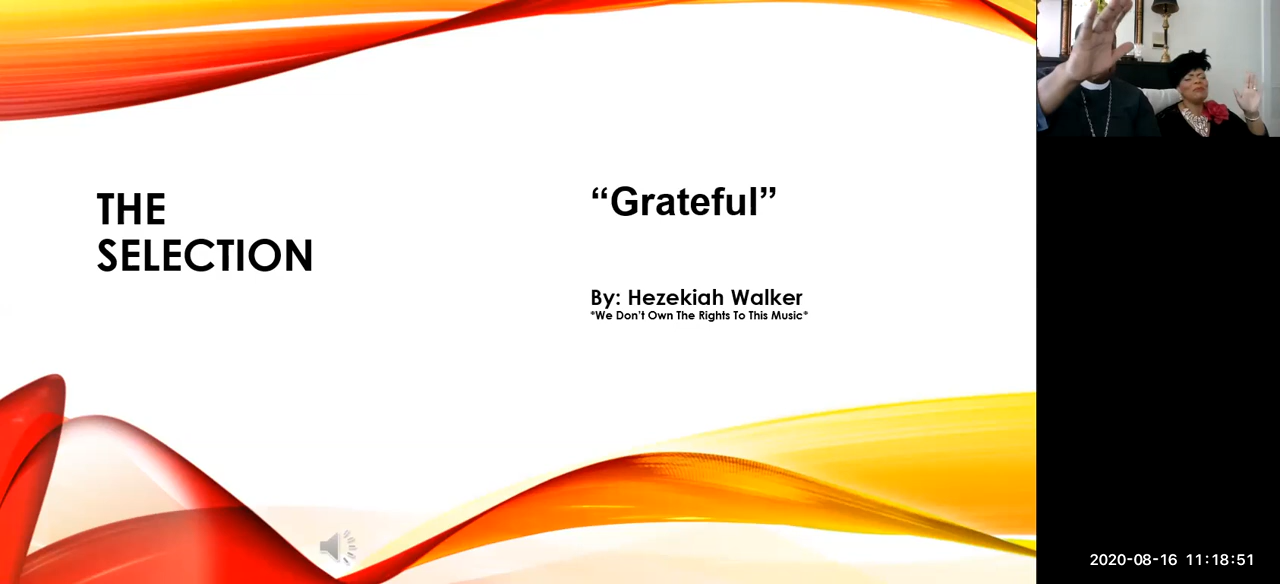 THE
SELECTION
“Grateful”
By: Hezekiah Walker
*We Don’t Own The Rights To This Music*
2020-08-16 11:18:51